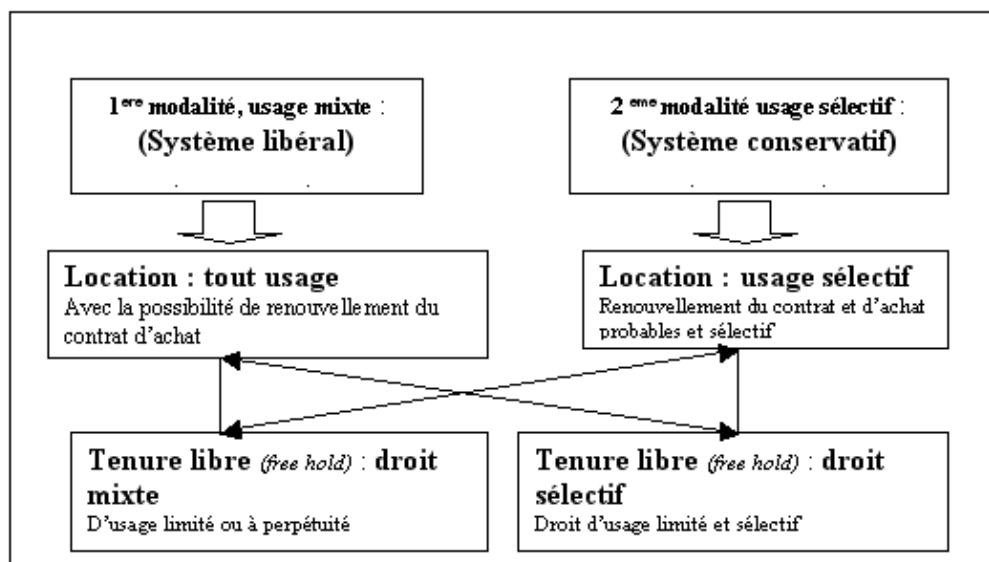 1ere modalité, usage mixte :
(Système libéral)
2 eme modalité usage sélectif :
(Système conservatif)
Location : tout usage
Avec la possibilité de renouvellement du
contrat d'achat
Location : usage sélectif
Renouvellement du contrat et d'achat
probables et sélectif
Tenure libre (free hold) : droit
mixte
D'usage limité ou à perpétuité
Tenure libre (free hold) : droit
sélectif
Droit d'usage limité et sélectif